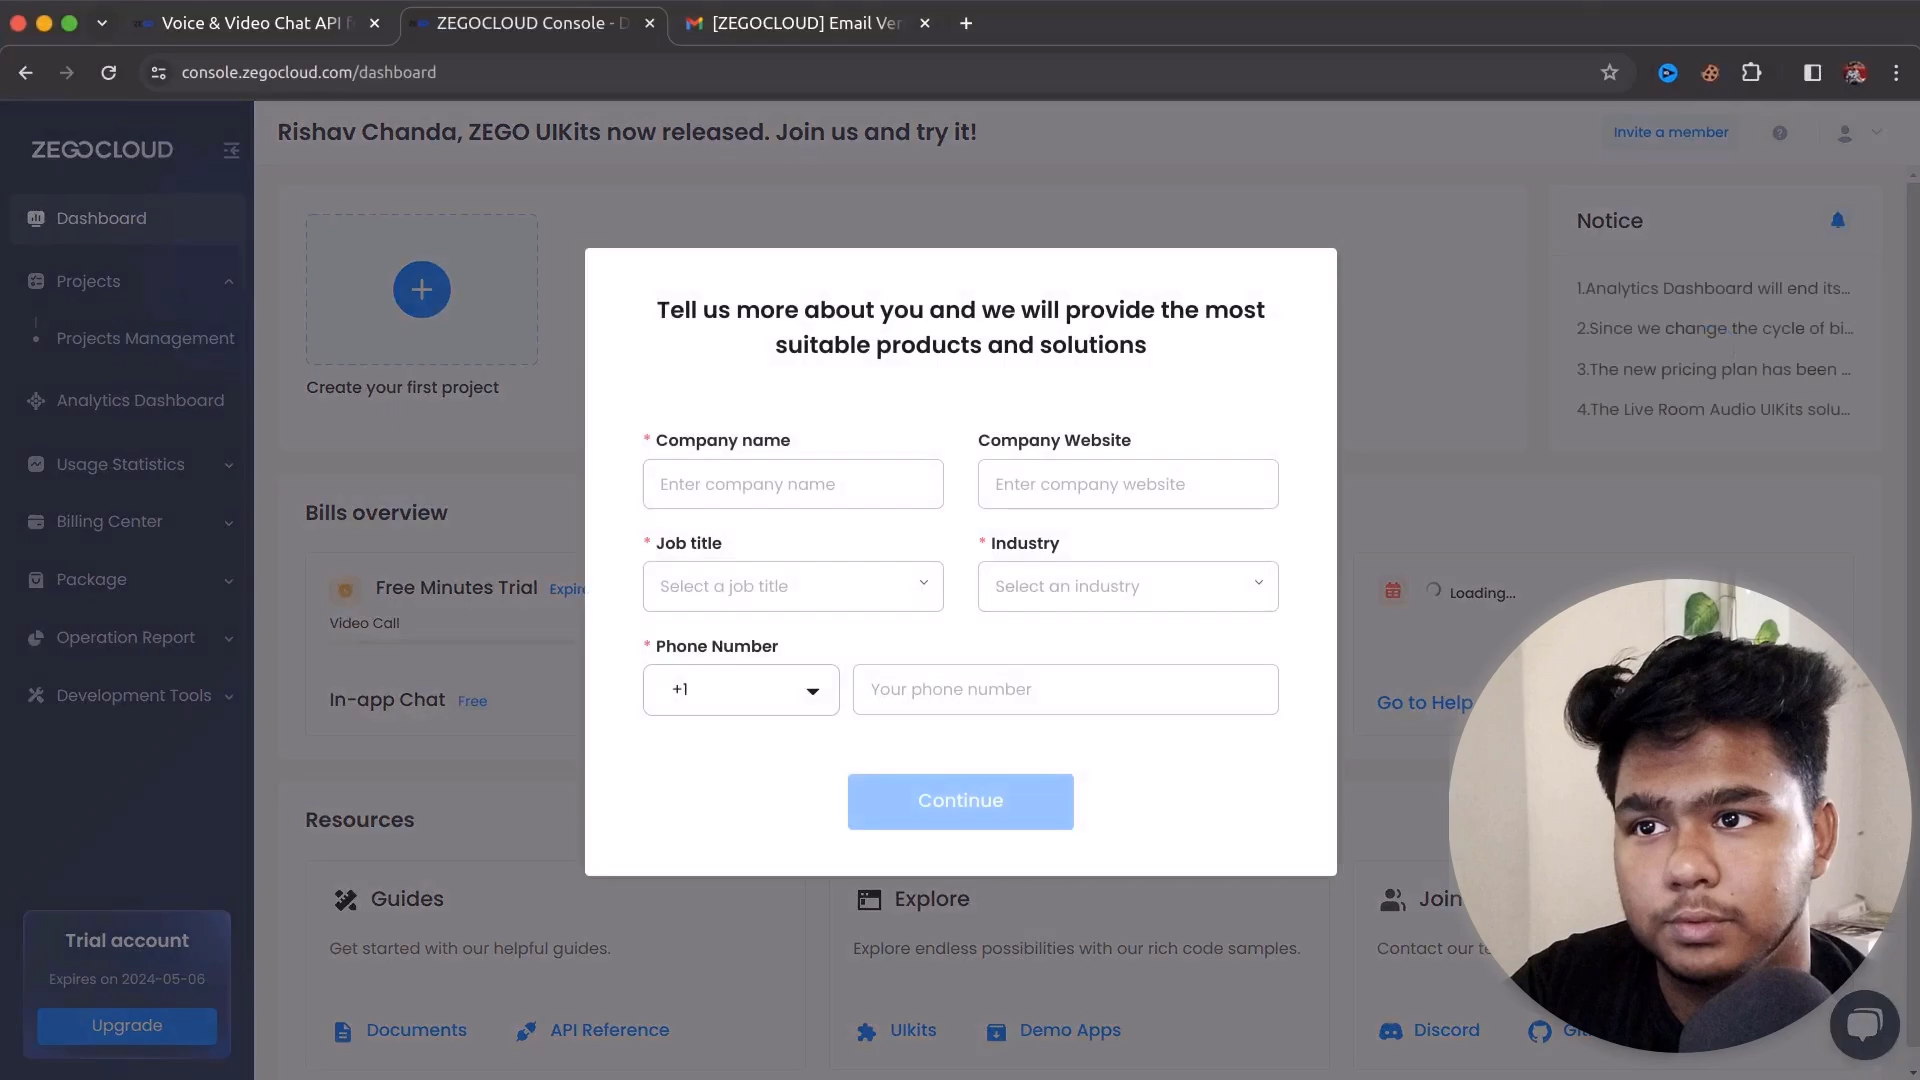 Voice & Video Chat API f
ZEGOCLOUD Console - D
[ZEGOCLOUD] Email Ver
console.zegocloud.com/dashboard
ZEGOCLOUD
Rishav Chanda, ZEGO UIKits now released. Join us and try it!
Invite a member
Dashboard
Projects
Projects Management
Analytics Dashboard
Usage Statistics
Billing Center
Package
Operation Report
Development Tools
Trial account
Expires on 2024-05-06
Upgrade
Create your first project
Notice
1.Analytics Dashboard will end its...
2.Since we change the cycle of bi...
3.The new pricing plan has been ...
4.The Live Room Audio UIKits solu...
Tell us more about you and we will provide the most
suitable products and solutions
* Company name
Company Website
Enter company name
Enter company website
* Job title
* Industry
Select a job title
Select an industry
* Phone Number
+1
Your phone number
Continue
Bills overview
Free Minutes Trial
Expire
Video Call
In-app Chat
Free
Loading...
Go to Help
Resources
Guides
Get started with our helpful guides.
Documents
API Reference
Explore
Explore endless possibilities with our rich code samples.
UIkits
Demo Apps
Join
Contact our te
Discord